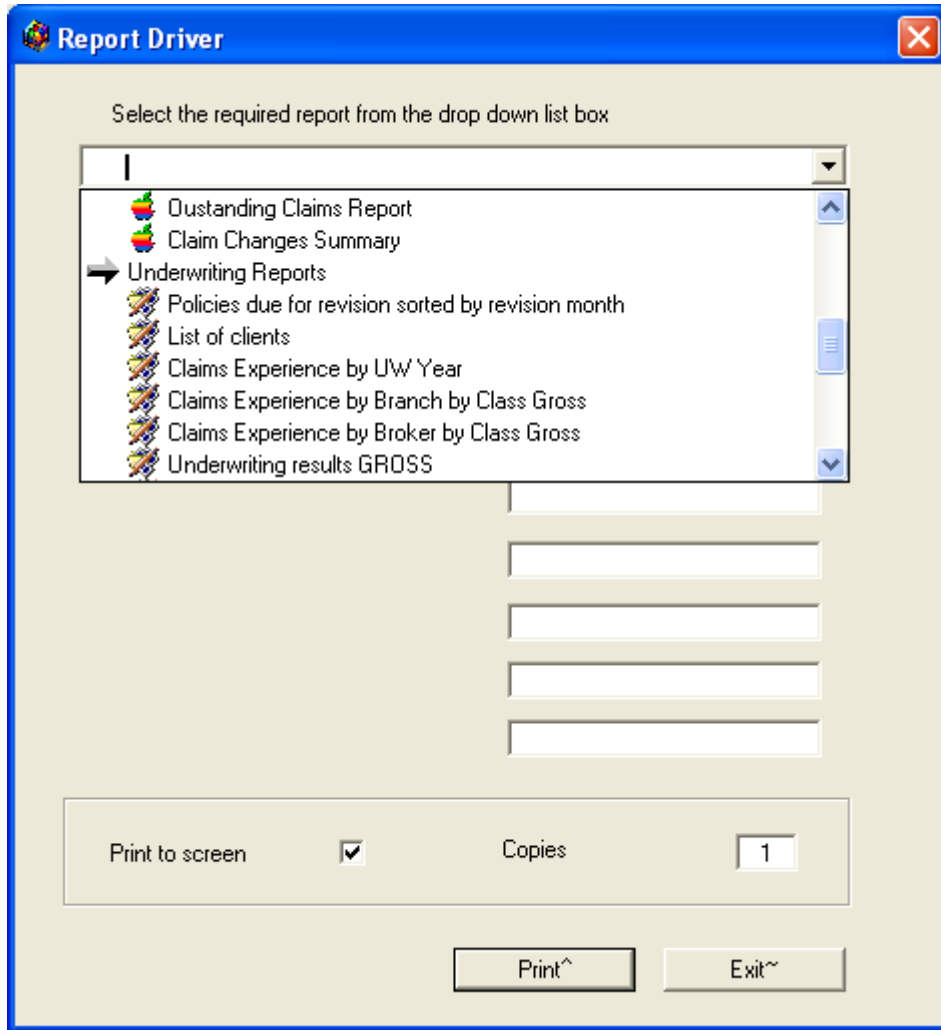 Report Driver
Select the required report from the drop down list box
Oustanding Claims Report
Claim Changes Summary
Underwriting Reports
Policies due for revision sorted by revision month
List of clients
Claims Experience by UW Year
Claims Experience by Branch by Class Gross
Claims Experience by Broker by Class Gross
Underwriting results GROSS
Print to screen Copies 1
Print^ Exit~